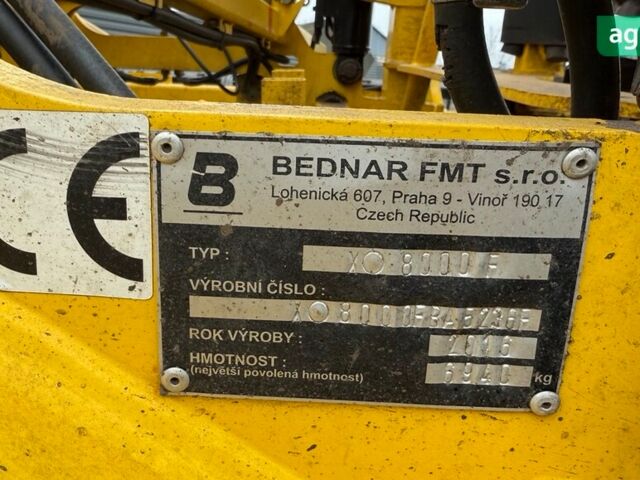 ag
CE
B
BEDNAR FMT s.r.o.
Lohenická 607, Praha 9 - Vinoř 190 17
Czech Republic
TYP :
XO 8000 F
VÝROBNÍ ČÍSLO :
ROK VÝROBY :
2016
HMOTNOST :
(největší povolená hmotnost)
kg